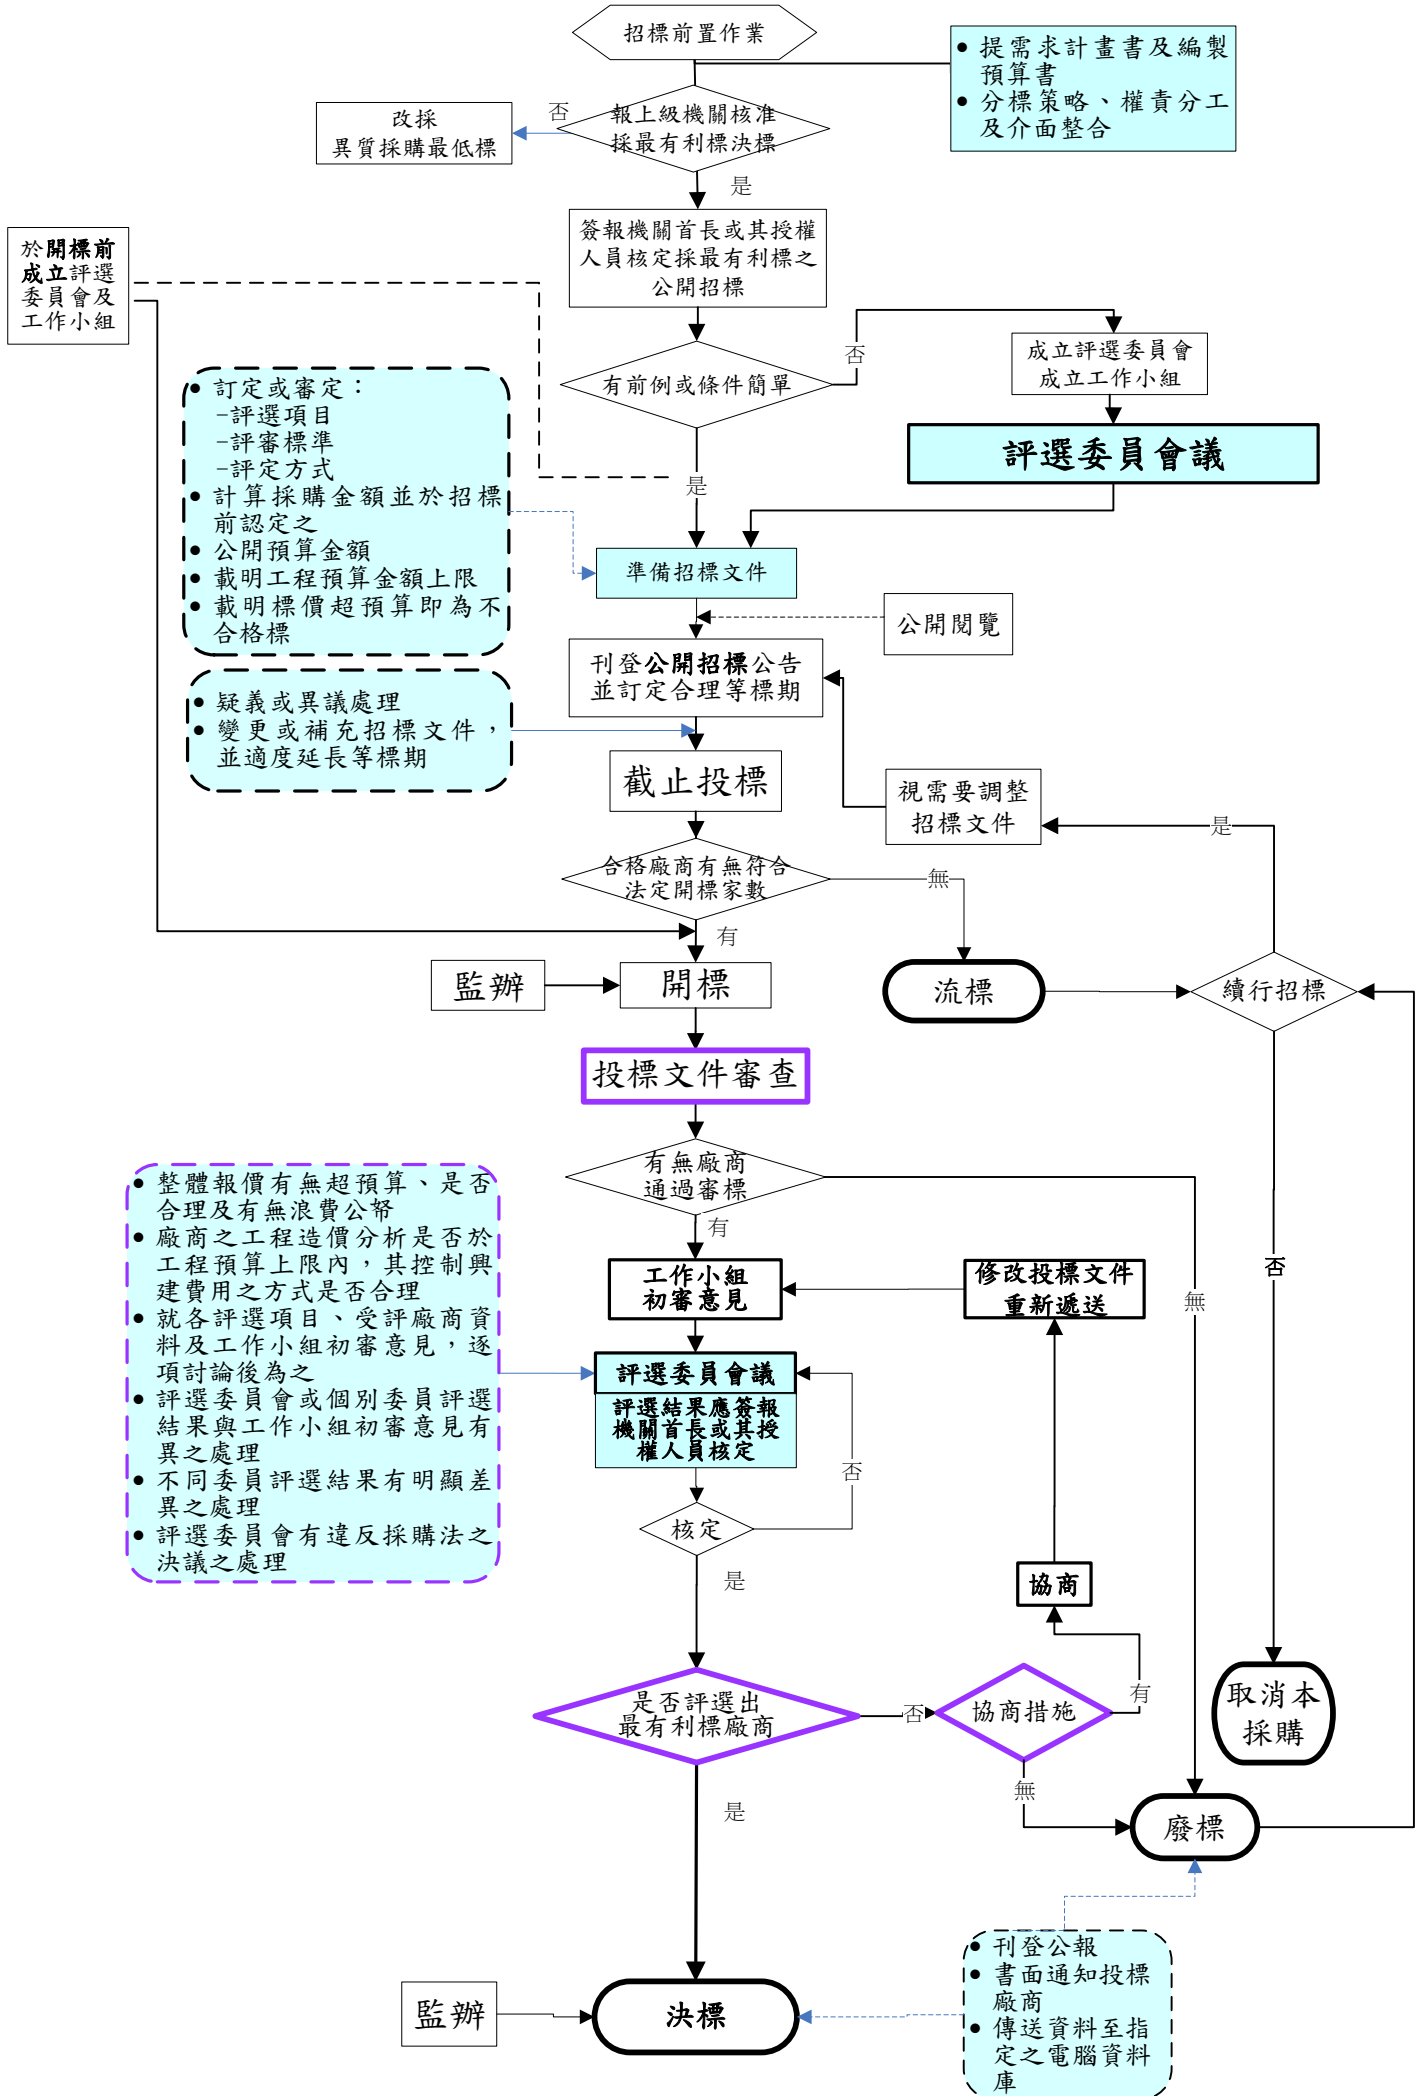 招標前置作業
• 提需求計畫書及編製
預算書
• 分標策略、權責分工
及介面整合
否
改採
異質採購最低標
報上級機關核准
採最有利標決標
是
簽報機關首長或其授權
人員核定採最有利標之
公開招標
於開標前
成立評選
委員會及
工作小組
有前例或條件簡單
否
成立評選委員會
成立工作小組
評選委員會議
• 訂定或審定：
-評選項目
-評審標準
-評定方式
• 計算採購金額並於招標
前認定之
• 公開預算金額
• 載明工程預算金額上限
• 載明標價超預算即為不
合格標
是
準備招標文件
公開閱覽
刊登公開招標公告
並訂定合理等標期
• 疑義或異議處理
• 變更或補充招標文件，
並適度延長等標期
截止投標
視需要調整
招標文件
是
合格廠商有無符合
法定開標家數
無
有
監辦
開標
流標
續行招標
投標文件審查
有無廠商
通過審標
有
• 整體報價有無超預算、是否
合理及有無浪費公帑
• 廠商之工程造價分析是否於
工程預算上限內，其控制興
建費用之方式是否合理
• 就各評選項目、受評廠商資
料及工作小組初審意見，逐
項討論後為之
• 評選委員會或個別委員評選
結果與工作小組初審意見有
異之處理
• 不同委員評選結果有明顯差
異之處理
• 評選委員會有違反採購法之
決議之處理
工作小組
初審意見
修改投標文件
重新遞送
無
否
評選委員會議
評選結果應簽報
機關首長或其授
權人員核定
否
核定
是
協商
是否評選出
最有利標廠商
否
協商措施
有
取消本
採購
無
是
廢標
• 刊登公報
• 書面通知投標
廠商
• 傳送資料至指
定之電腦資料
庫
監辦
決標